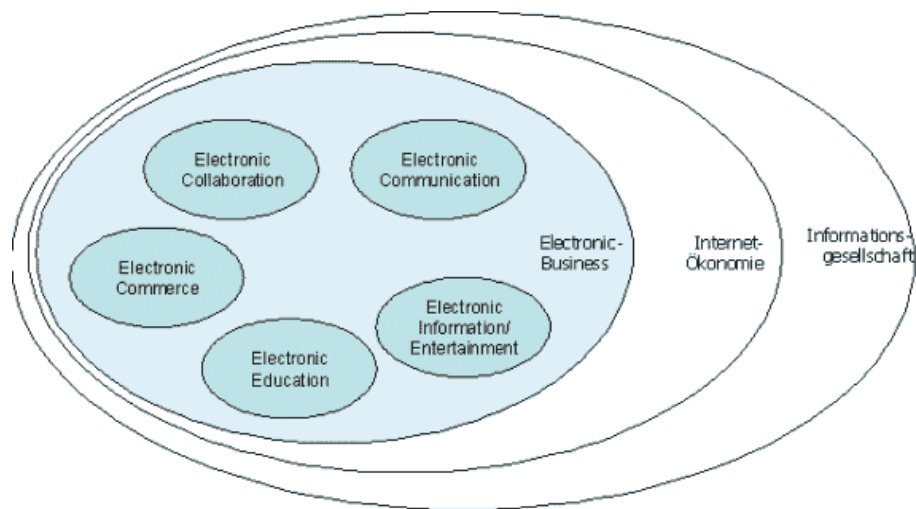 Electronic
Collaboration
Electronic
Communication
Electronic-
Business
Internet-
Ökonomie
Informations-
gesellschaft
Electronic
Commerce
Electronic
Information/
Entertainment
Electronic
Education